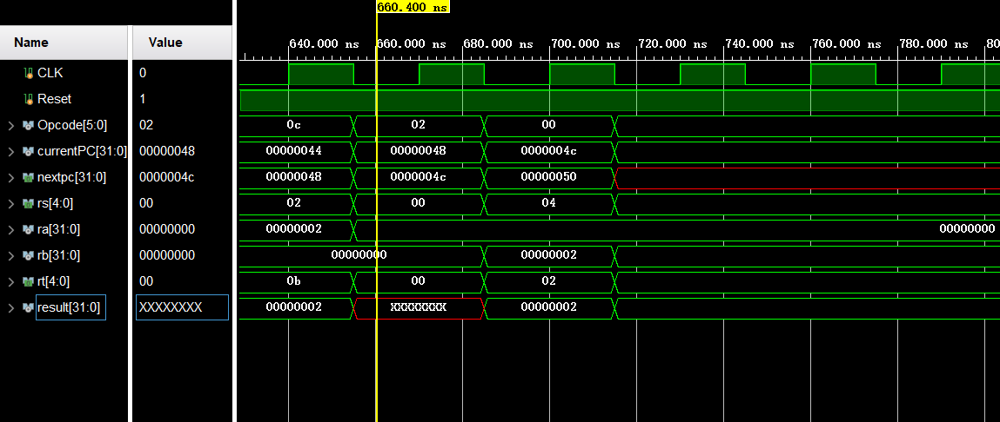 660.400 ns
Name Value
640.000 ns 660.000 ns 680.000 ns 700.000 ns 720.000 ns 740.000 ns 760.000 ns 780.000 ns 80
CLK 0
Reset 1
Opcode[5:0] 02 0c 02 00
currentPC[31:0] 00000048 00000044 00000048 0000004c
nextpc[31:0] 0000004c 00000048 0000004c 00000050
rs[4:0] 00 02 00 04
ra[31:0] 00000000 00000002 00000000
rb[31:0] 00000000 00000000 00000002
rt[4:0] 00 0b 00 02
result[31:0] XXXXXXXX 00000002 XXXXXXXX 00000002